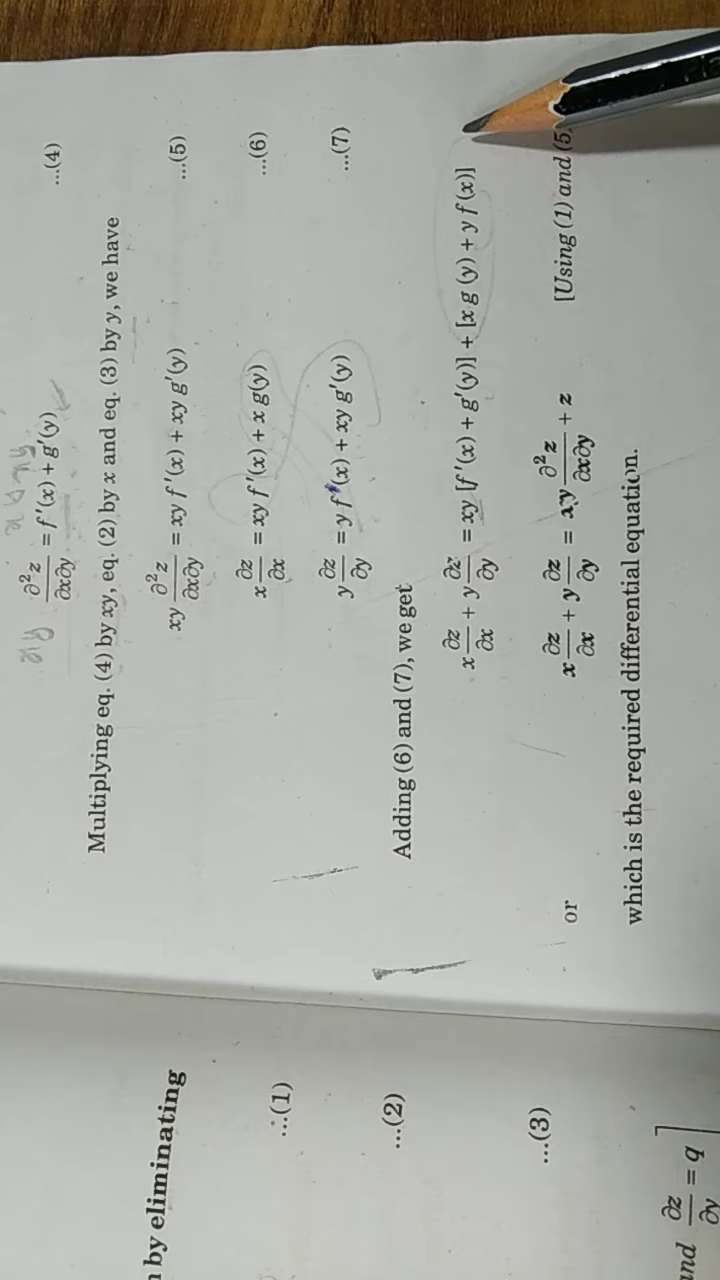 ∂²z/∂x∂y = f'(x) + g'(y) ...(4)
Multiplying eq. (4) by xy, eq. (2) by x and eq. (3) by y, we have
xy ∂²z/∂x∂y = xy f'(x) + xy g'(y) ...(5)
x ∂z/∂x = xy f'(x) + x g(y) ...(6)
y ∂z/∂y = y f(x) + xy g'(y) ...(7)
Adding (6) and (7), we get
x ∂z/∂x + y ∂z/∂y = xy [f'(x) + g'(y)] + [x g(y) + y f(x)]
or x ∂z/∂x + y ∂z/∂y = xy ∂²z/∂x∂y + z [Using (1) and (5)
which is the required differential equation.
by eliminating
...(1)
...(2)
...(3)
and ∂z/∂y = q ]